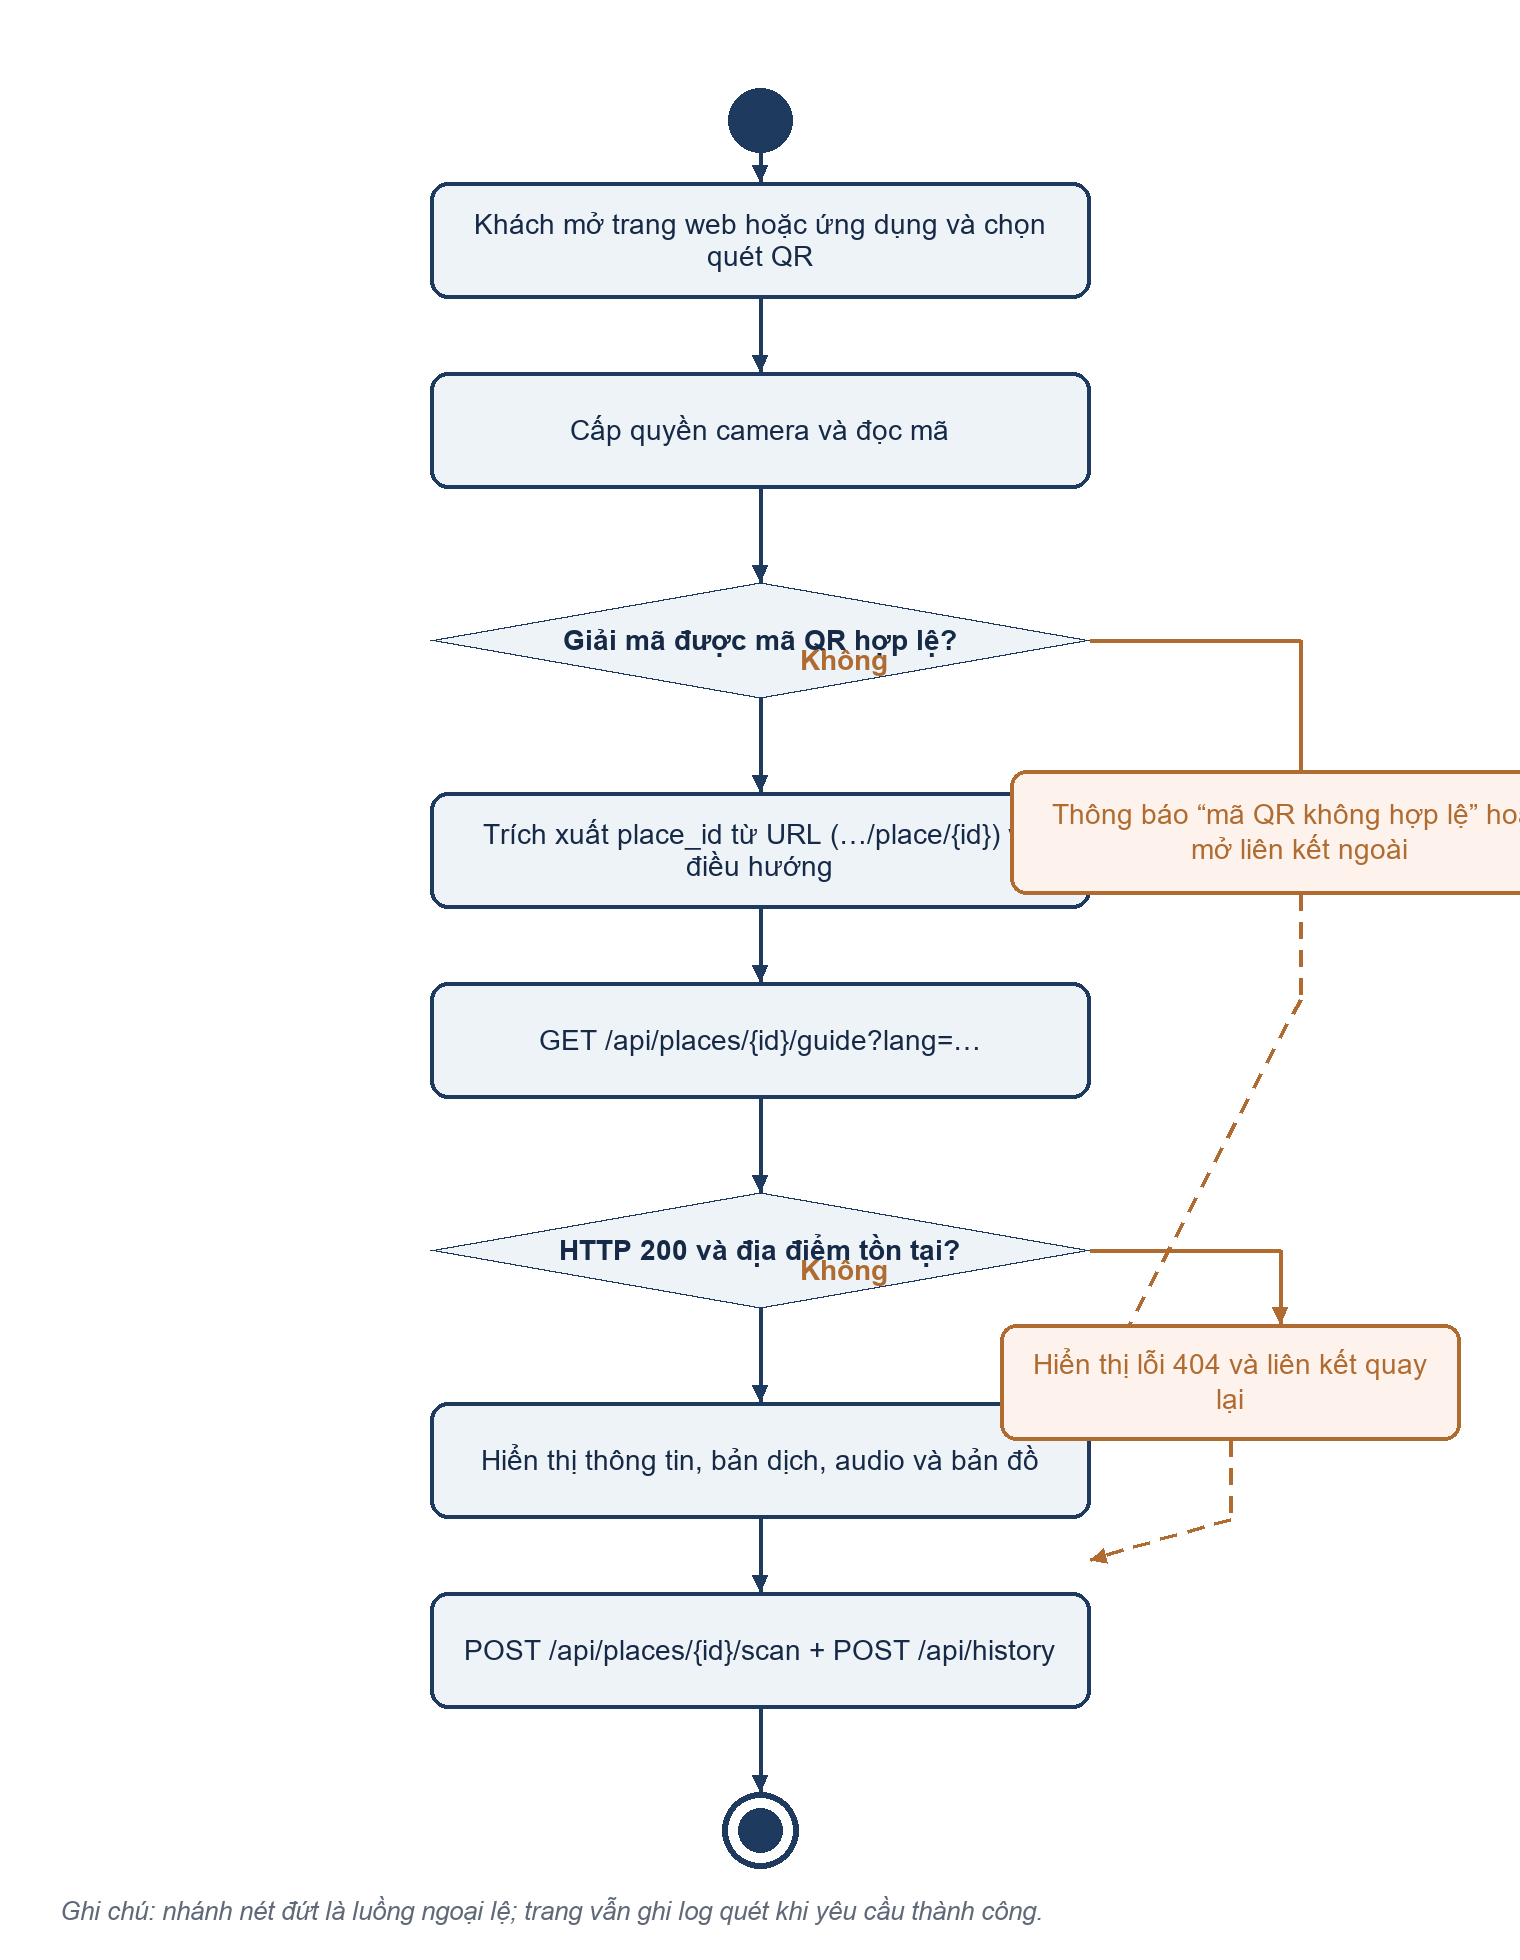 Khách mở trang web hoặc ứng dụng và chọn
quét QR
Cấp quyền camera và đọc mã
Giải mã được mã QR hợp lệ?
Không
Trích xuất place_id từ URL (…/place/{id})
điều hướng
Thông báo “mã QR không hợp lệ”
mở liên kết ngoài
GET /api/places/{id}/guide?lang=…
HTTP 200 và địa điểm tồn tại?
Không
Hiển thị lỗi 404 và liên kết quay
lại
Hiển thị thông tin, bản dịch, audio và bản đồ
POST /api/places/{id}/scan + POST /api/history
Ghi chú: nhánh nét đứt là luồng ngoại lệ; trang vẫn ghi log quét khi yêu cầu thành công.